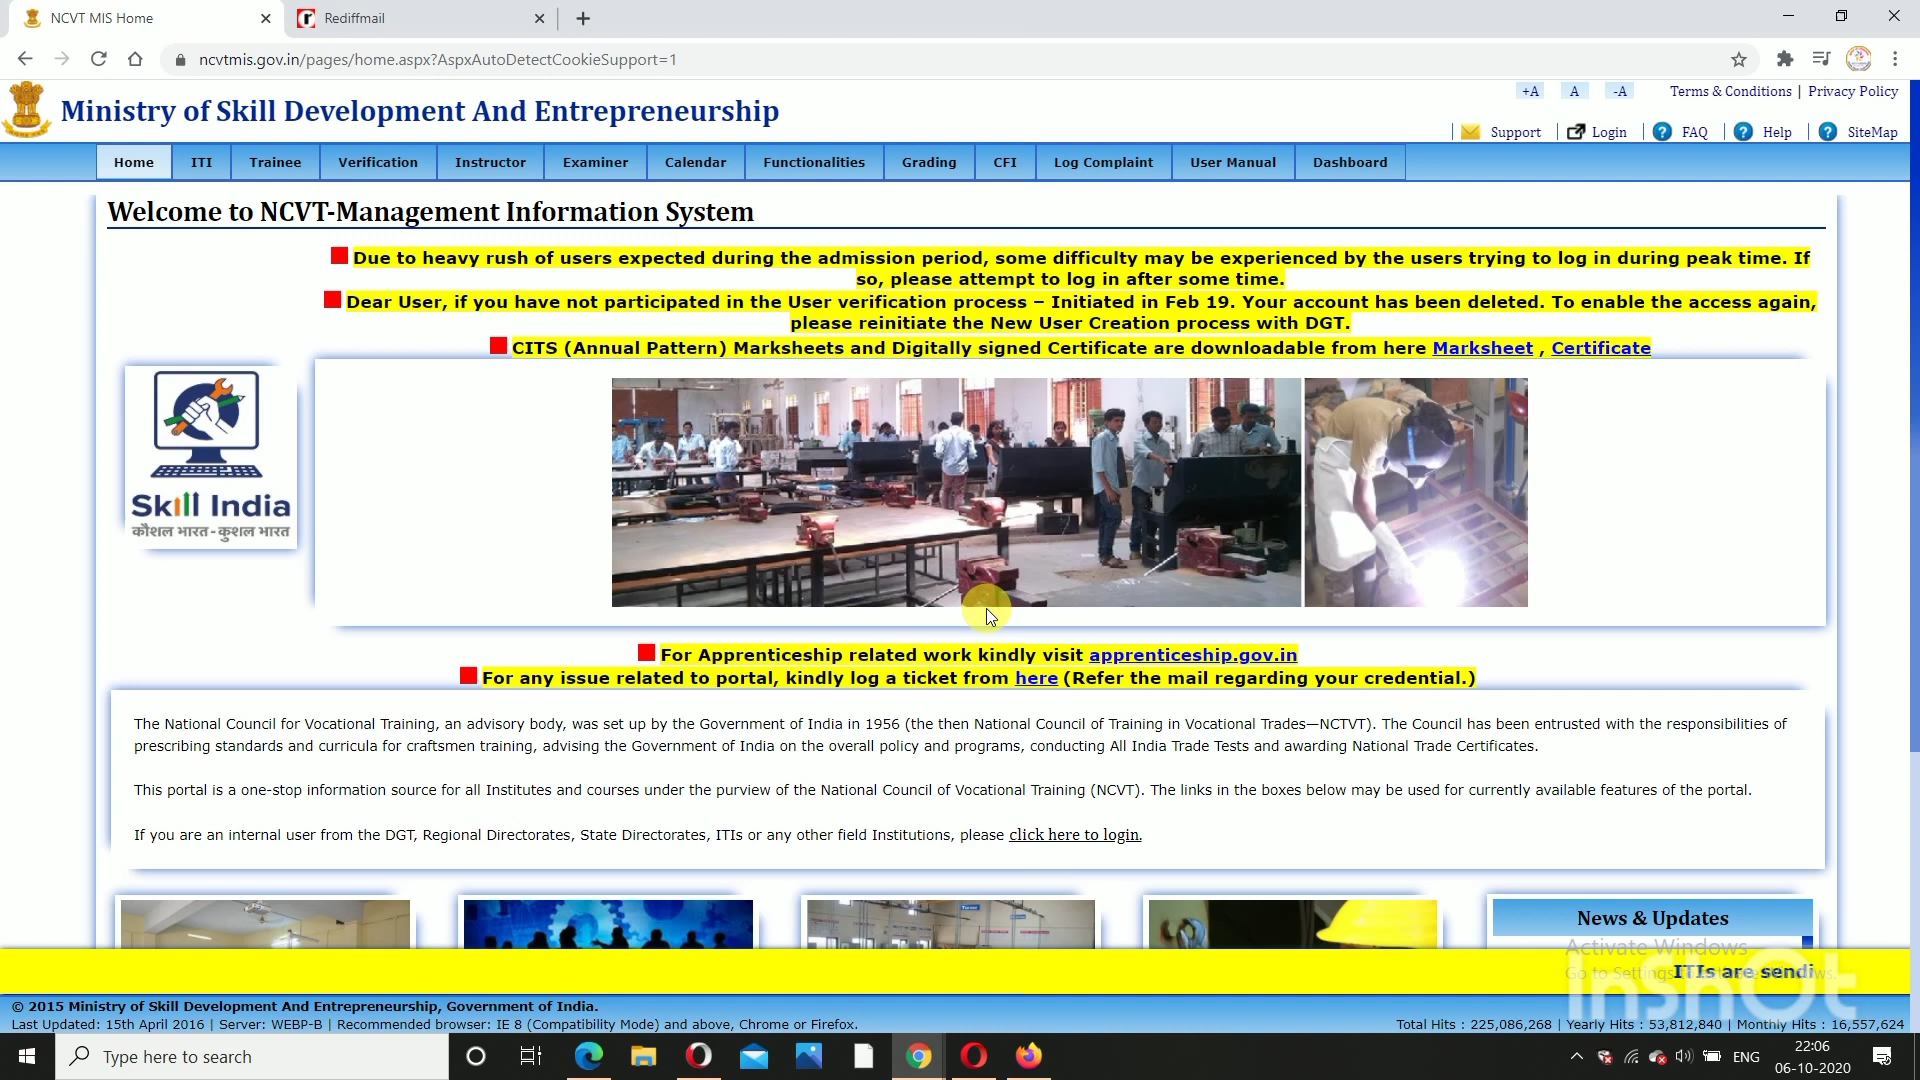 NCVT MIS Home
Rediffmail
ncvtmis.gov.in/pages/home.aspx?AspxAutoDetectCookieSupport=1
+A A -A Terms & Conditions | Privacy Policy
Ministry of Skill Development And Entrepreneurship
Support Login FAQ Help SiteMap
Home ITI Trainee Verification Instructor Examiner Calendar Functionalities Grading CFI Log Complaint User Manual Dashboard
Welcome to NCVT-Management Information System
Due to heavy rush of users expected during the admission period, some difficulty may be experienced by the users trying to log in during peak time. If
so, please attempt to log in after some time.
Dear User, if you have not participated in the User verification process – Initiated in Feb 19. Your account has been deleted. To enable the access again,
please reinitiate the New User Creation process with DGT.
CITS (Annual Pattern) Marksheets and Digitally signed Certificate are downloadable from here Marksheet , Certificate
Skill India
कौशल भारत-कुशल भारत
For Apprenticeship related work kindly visit apprenticeship.gov.in
For any issue related to portal, kindly log a ticket from here (Refer the mail regarding your credential.)
The National Council for Vocational Training, an advisory body, was set up by the Government of India in 1956 (the then National Council of Training in Vocational Trades—NCTVT). The Council has been entrusted with the responsibilities of
prescribing standards and curricula for craftsmen training, advising the Government of India on the overall policy and programs, conducting All India Trade Tests and awarding National Trade Certificates.
This portal is a one-stop information source for all Institutes and courses under the purview of the National Council of Vocational Training (NCVT). The links in the boxes below may be used for currently available features of the portal.
If you are an internal user from the DGT, Regional Directorates, State Directorates, ITIs or any other field Institutions, please click here to login.
News & Updates
Activate Windows
Go to Settings
ITIs are sendi
InShOt
© 2015 Ministry of Skill Development And Entrepreneurship, Government of India.
Last Updated: 15th April 2016 | Server: WEBP-B | Recommended browser: IE 8 (Compatibility Mode) and above, Chrome or Firefox.
Total Hits : 225,086,268 | Yearly Hits : 53,812,840 | Monthly Hits : 16,557,624
Type here to search
ENG
22:06
06-10-2020